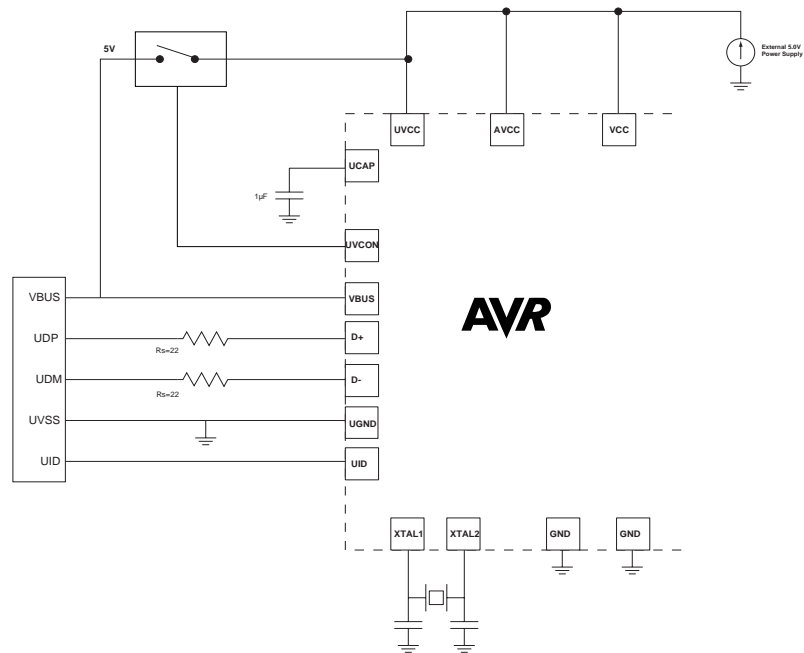 5V
External 5.0V
Power Supply
UVCC
AVCC
VCC
UCAP
1µF
UVCON
VBUS
VBUS
UDP
Rs=22
D+
UDM
Rs=22
D-
UVSS
UGND
UID
UID
AVR
XTAL1
XTAL2
GND
GND